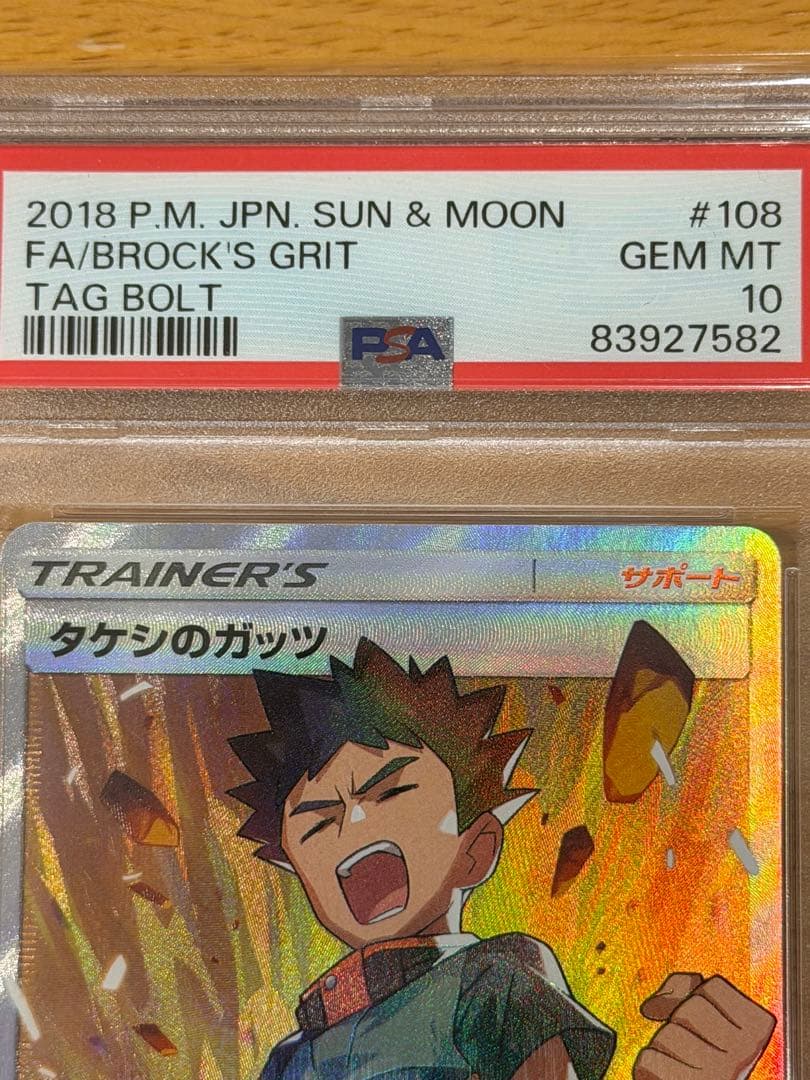 2018 P.M. JPN. SUN & MOON #108
FA/BROCK'S GRIT GEM MT
TAG BOLT 10
83927582
PSA
TRAINER'S サポート
タケシのガッツ